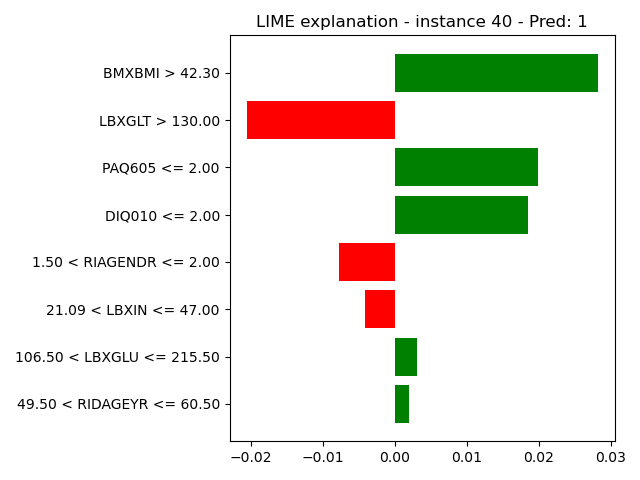 LIME explanation - instance 40 - Pred: 1
BMXBMI > 42.30
LBXGLT > 130.00
PAQ605 <= 2.00
DIQ010 <= 2.00
1.50 < RIAGENDR <= 2.00
21.09 < LBXIN <= 47.00
106.50 < LBXGLU <= 215.50
49.50 < RIDAGEYR <= 60.50
−0.02 −0.01 0.00 0.01 0.02 0.03